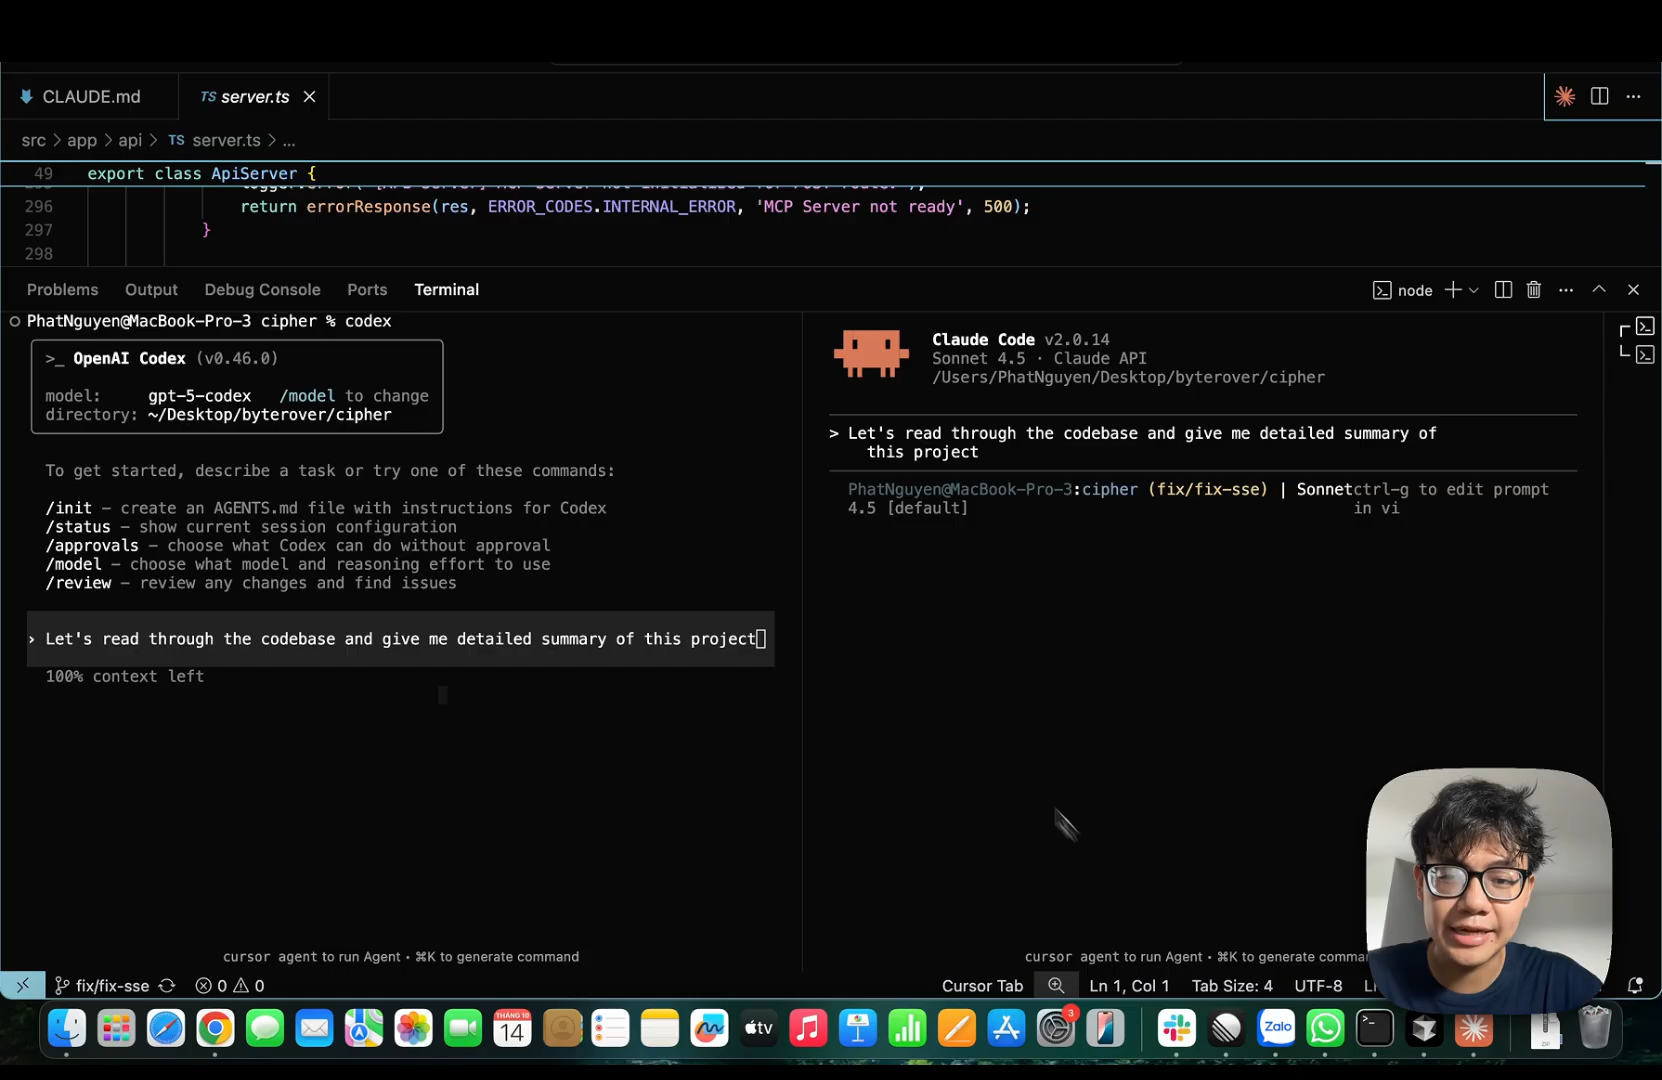 CLAUDE.md
TS server.ts
src > app > api > TS server.ts > ...
49 export class ApiServer {
296 return errorResponse(res, ERROR_CODES.INTERNAL_ERROR, 'MCP Server not ready', 500);
297 }
298
Problems Output Debug Console Ports Terminal
node
PhatNguyen@MacBook-Pro-3 cipher % codex
>_ OpenAI Codex (v0.46.0)
model: gpt-5-codex /model to change
directory: ~/Desktop/byterover/cipher
To get started, describe a task or try one of these commands:
/init – create an AGENTS.md file with instructions for Codex
/status – show current session configuration
/approvals – choose what Codex can do without approval
/model – choose what model and reasoning effort to use
/review – review any changes and find issues
› Let's read through the codebase and give me detailed summary of this project
100% context left
cursor agent to run Agent • ⌘K to generate command
Claude Code v2.0.14
Sonnet 4.5 · Claude API
/Users/PhatNguyen/Desktop/byterover/cipher
> Let's read through the codebase and give me detailed summary of
this project
PhatNguyen@MacBook-Pro-3:cipher (fix/fix-sse) | Sonnet
4.5 [default]
ctrl-g to edit prompt
in vi
cursor agent to run Agent • ⌘K to generate
fix/fix-sse 0 0
Cursor Tab Ln 1, Col 1 Tab Size: 4 UTF-8
THÁNG 10
14
tv
3
Zalo
>_
ZIP